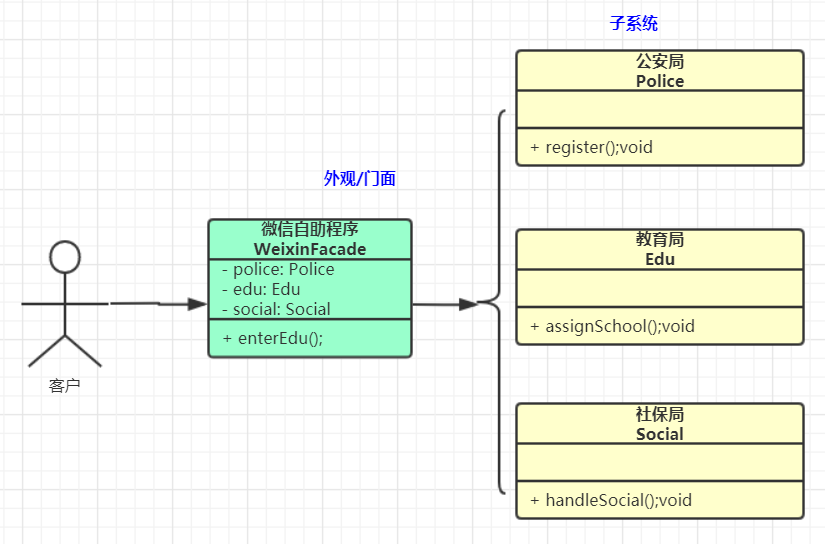 子系统
公安局
Police
+ register();void
外观/门面
微信自助程序
WeixinFacade
- police: Police
- edu: Edu
- social: Social
+ enterEdu();
教育局
Edu
+ assignSchool();void
客户
社保局
Social
+ handleSocial();void